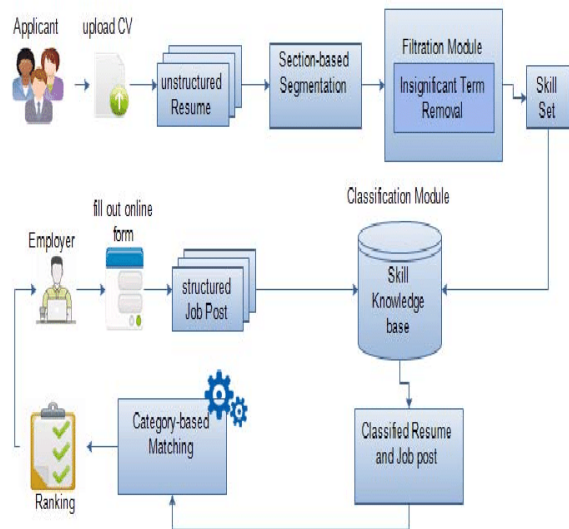 Applicant
upload CV
unstructured
Resume
Section-based
Segmentation
Filtration Module
Insignificant Term
Removal
Skill
Set
Employer
fill out online
form
structured
Job Post
Classification Module
Skill
Knowledge
base
Classified Resume
and Job post
Category-based
Matching
Ranking